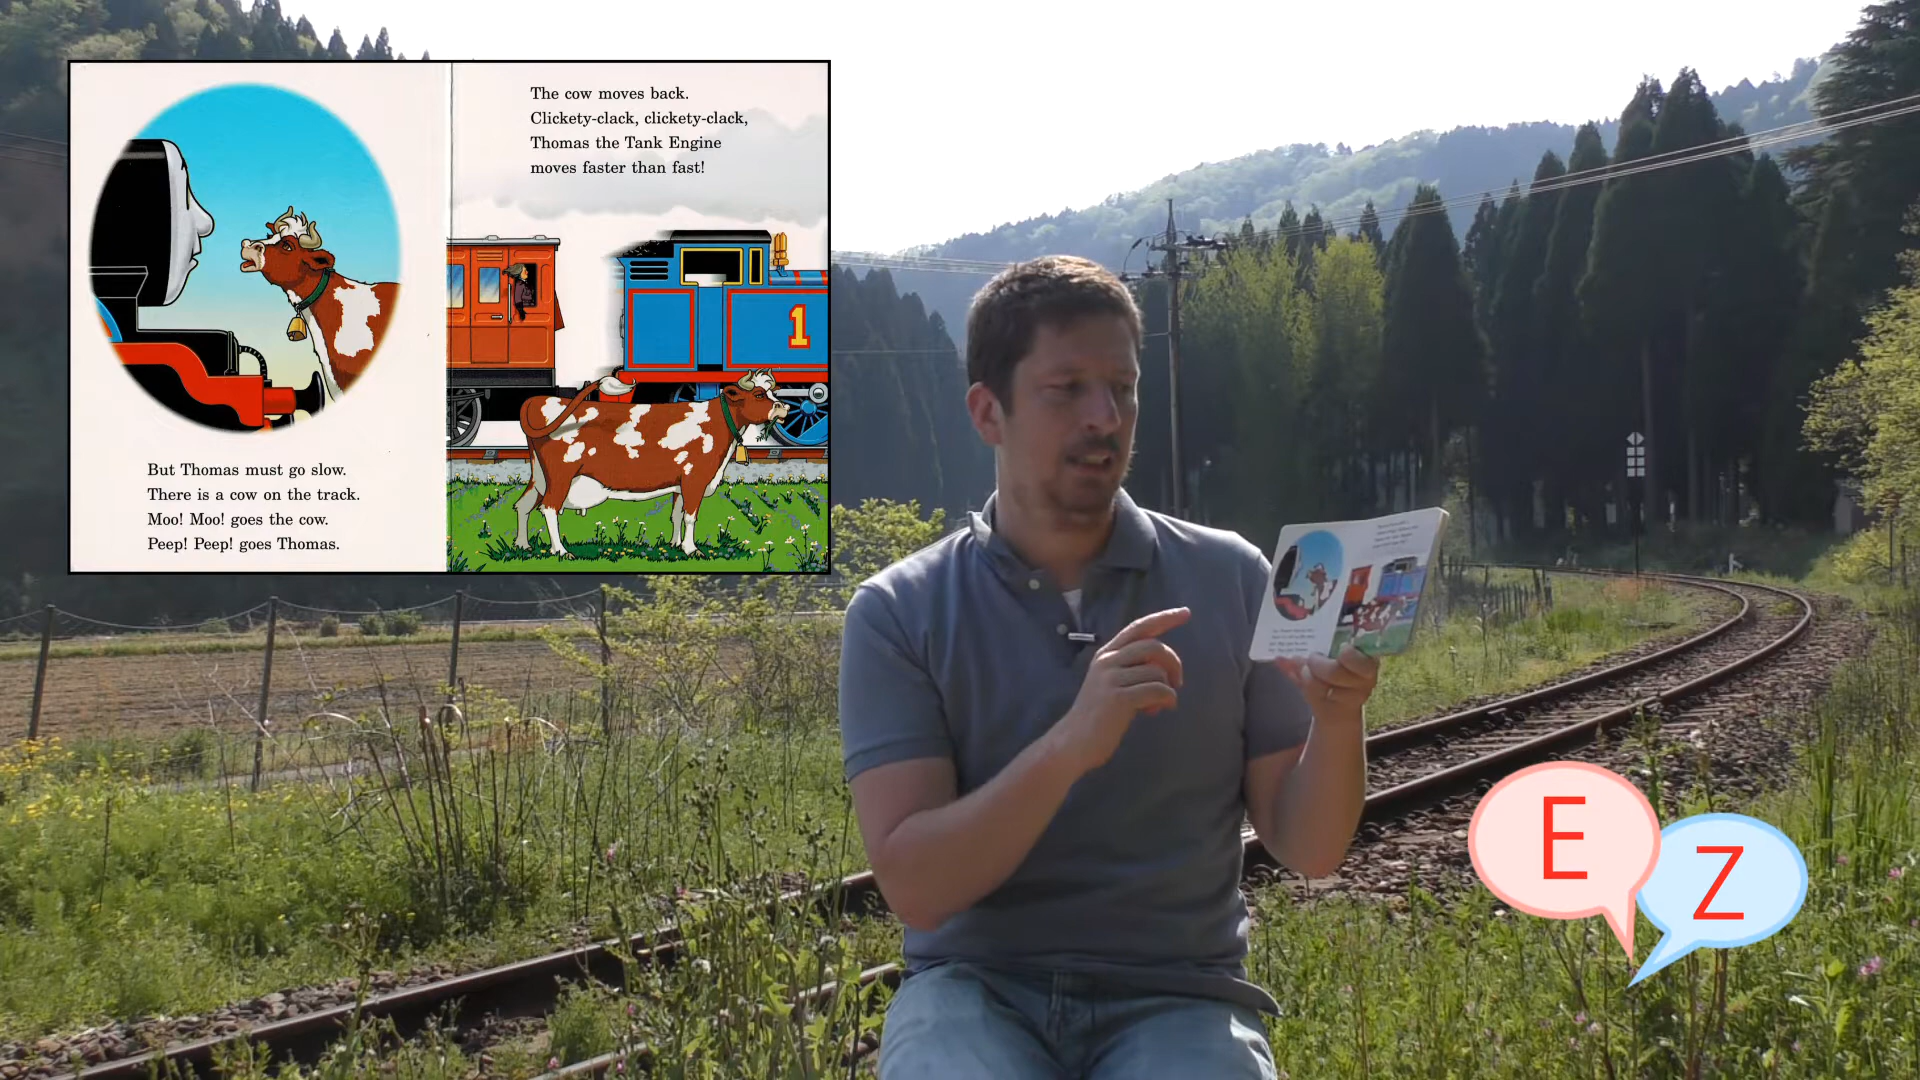 But Thomas must go slow.
There is a cow on the track.
Moo! Moo! goes the cow.
Peep! Peep! goes Thomas.
The cow moves back.
Clickety-clack, clickety-clack,
Thomas the Tank Engine
moves faster than fast!
1
E
Z